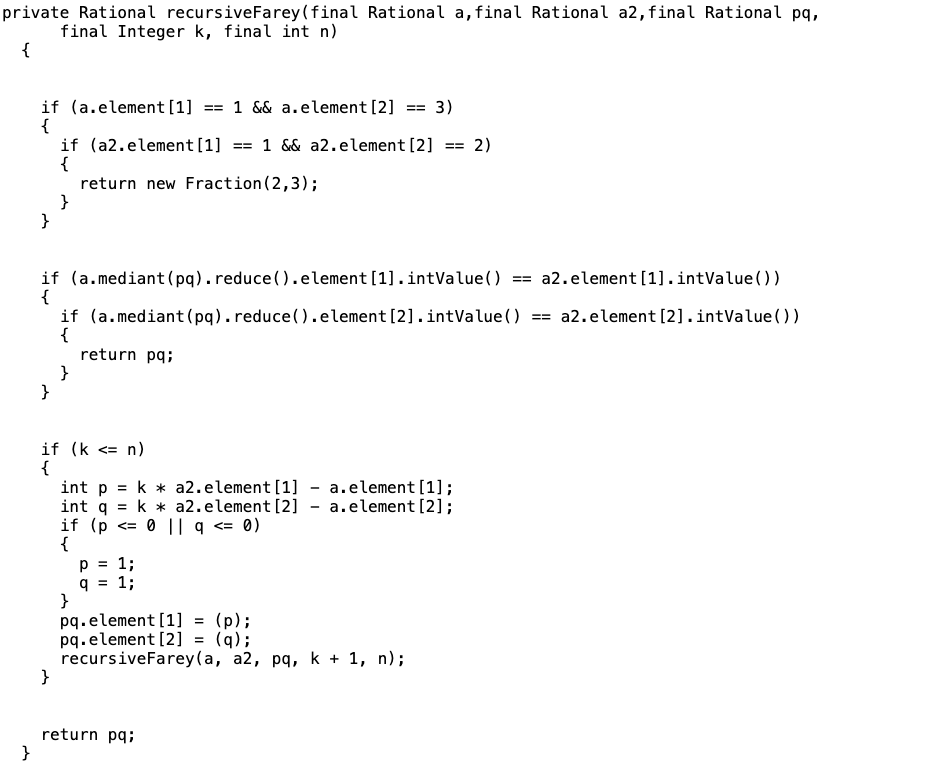 private Rational recursiveFarey(final Rational a,final Rational a2,final Rational pq,
      final Integer k, final int n)
  {
    if (a.element[1] == 1 && a.element[2] == 3)
    {
      if (a2.element[1] == 1 && a2.element[2] == 2)
      {
        return new Fraction(2,3);
      }
    }
    if (a.mediant(pq).reduce().element[1].intValue() == a2.element[1].intValue())
    {
      if (a.mediant(pq).reduce().element[2].intValue() == a2.element[2].intValue())
      {
        return pq;
      }
    }
    if (k <= n)
    {
      int p = k * a2.element[1] - a.element[1];
      int q = k * a2.element[2] - a.element[2];
      if (p <= 0 || q <= 0)
      {
        p = 1;
        q = 1;
      }
      pq.element[1] = (p);
      pq.element[2] = (q);
      recursiveFarey(a, a2, pq, k + 1, n);
    }
    return pq;
  }